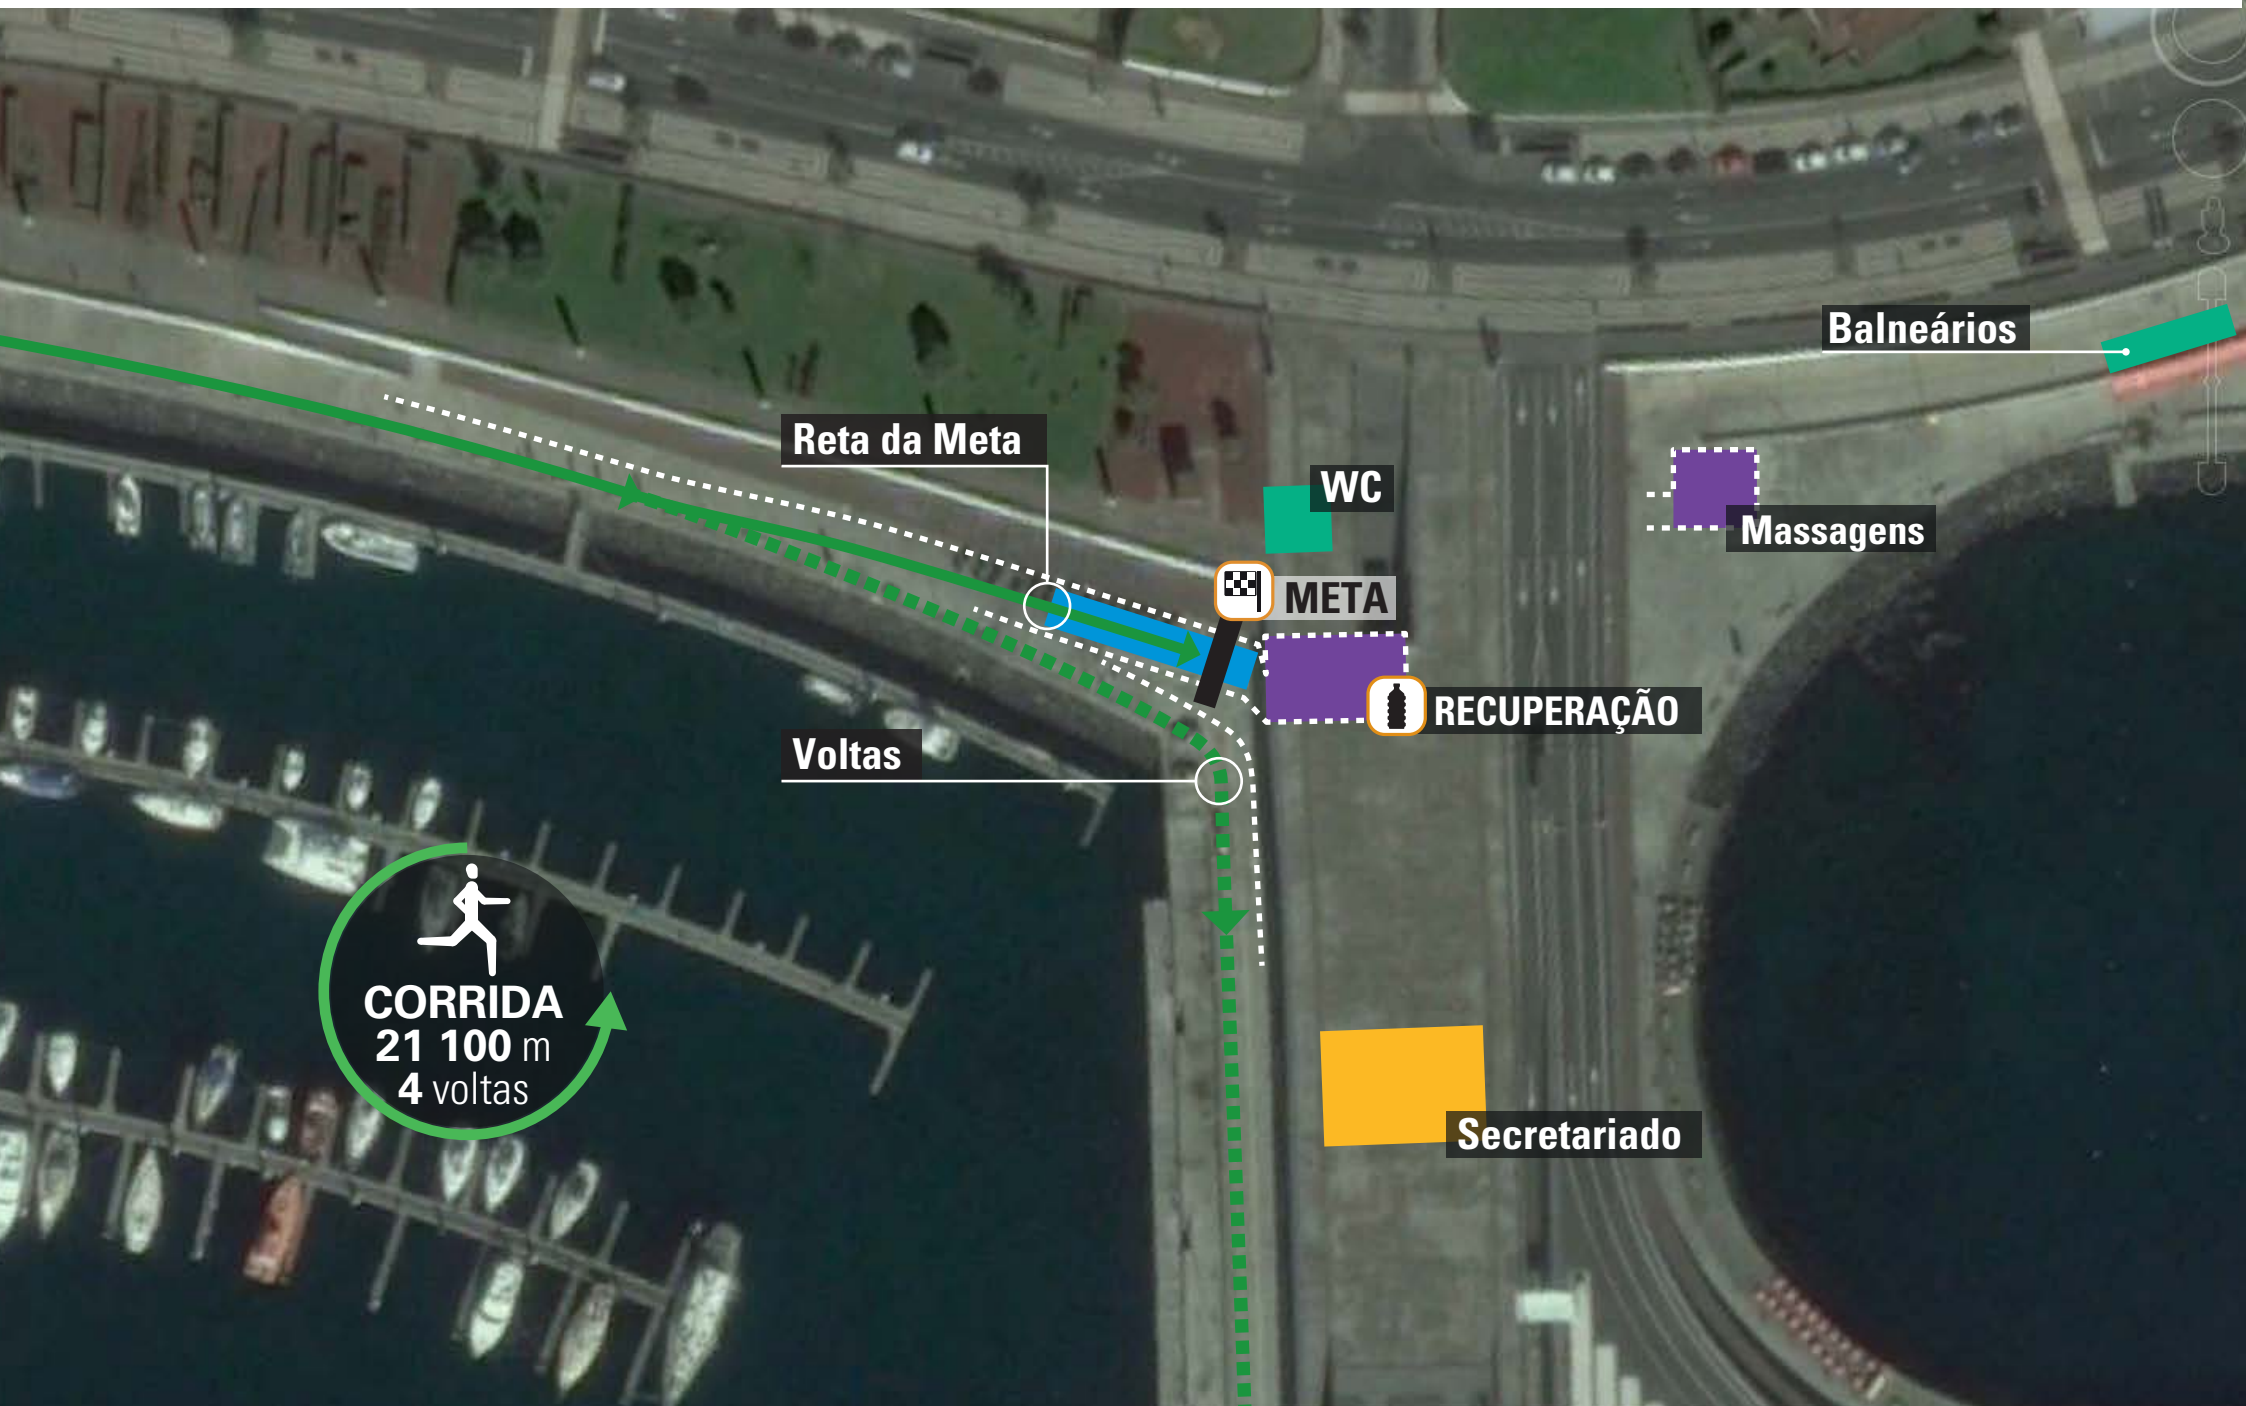 Balneários
Reta da Meta
WC
Massagens
META
RECUPERAÇÃO
Voltas
CORRIDA
21 100 m
4 voltas
Secretariado